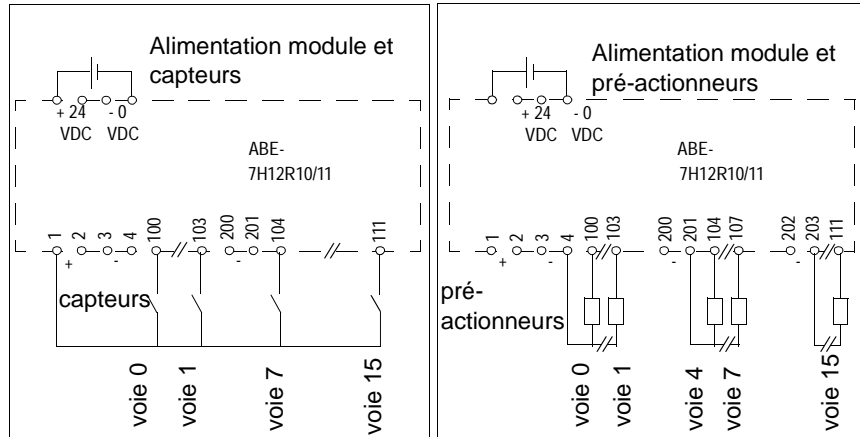 Alimentation module et
capteurs
+ 24 - 0
VDC VDC
ABE-
7H12R10/11
1 2 3 4 100 103 200 201 104 111
+ - -
capteurs
voie 0 voie 1 voie 7 voie 15
Alimentation module et
pré-actionneurs
+ 24 - 0
VDC VDC
ABE-
7H12R10/11
1 2 3 4 100 103 200 201 104 107 202 203 111
+ - - -
pré-
actionneurs
voie 0 voie 1 voie 4 voie 7 voie 15